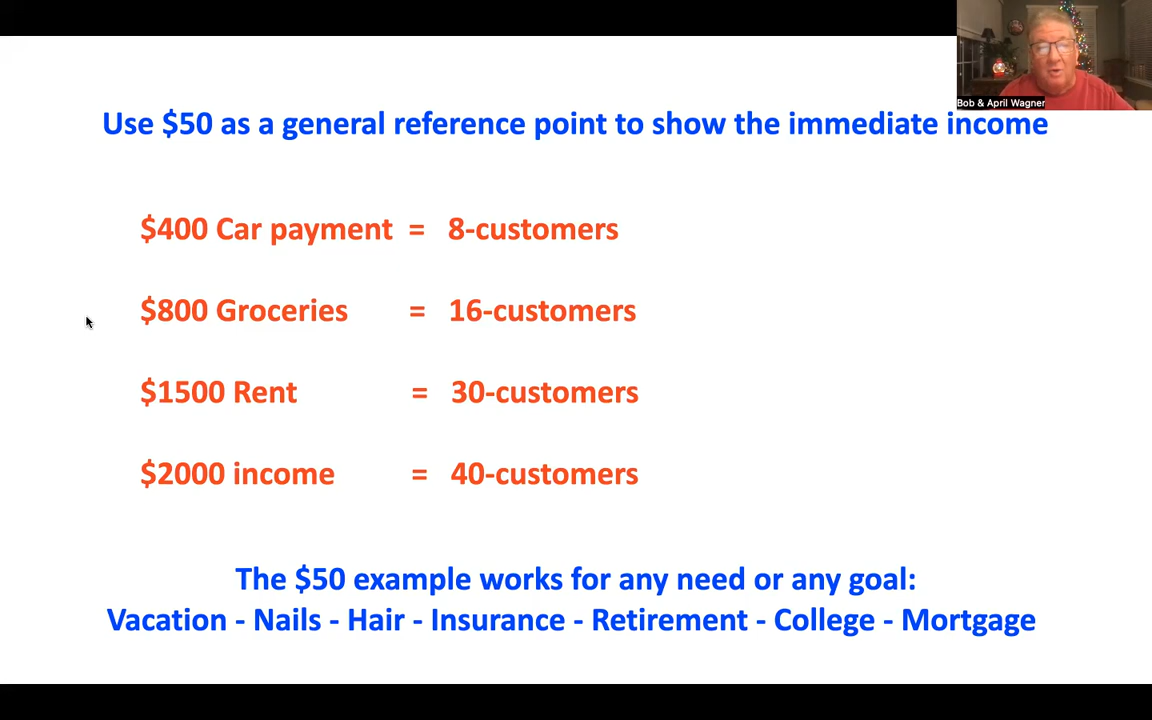 Bob & April Wagner
Use $50 as a general reference point to show the immediate income
$400 Car payment = 8-customers
$800 Groceries = 16-customers
$1500 Rent = 30-customers
$2000 income = 40-customers
The $50 example works for any need or any goal:
Vacation - Nails - Hair - Insurance - Retirement - College - Mortgage